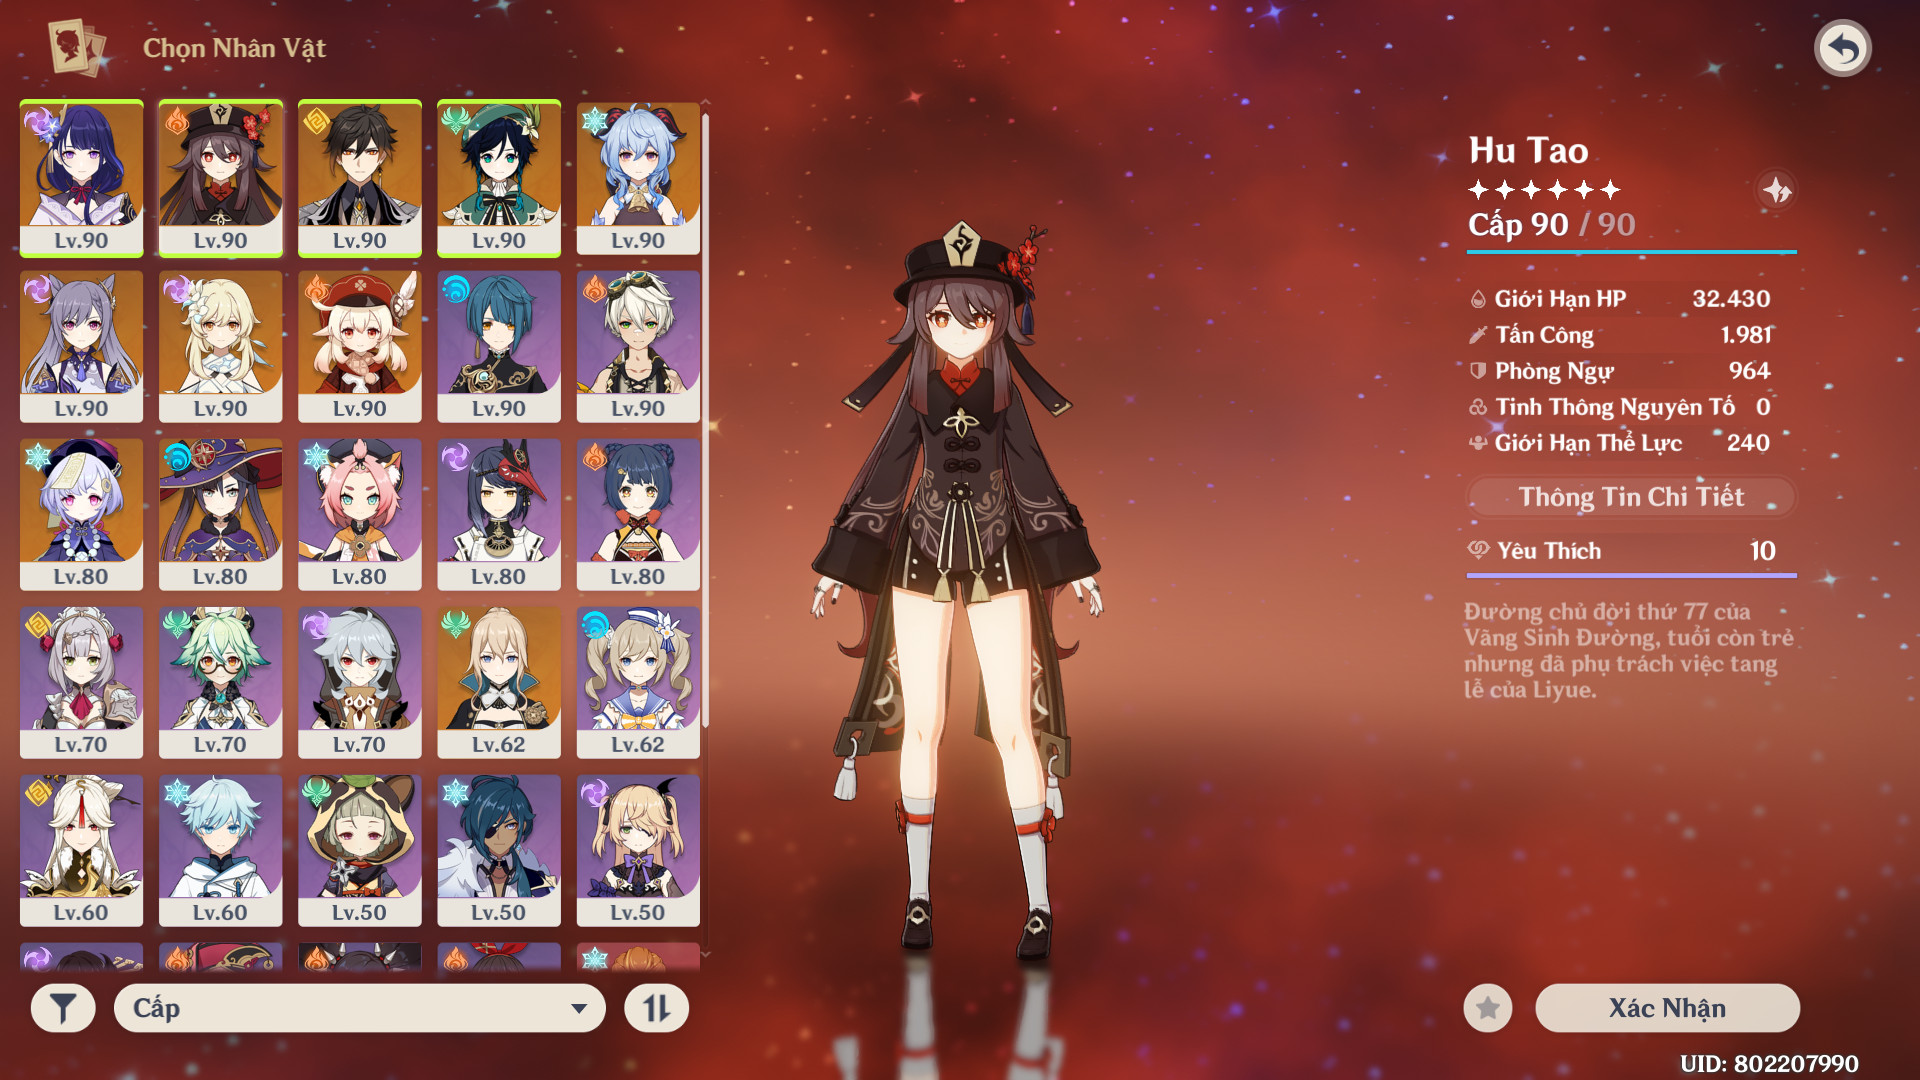 Chọn Nhân Vật
Lv.90
Lv.90
Lv.90
Lv.90
Lv.90
Lv.90
Lv.90
Lv.90
Lv.90
Lv.90
Lv.80
Lv.80
Lv.80
Lv.80
Lv.80
Lv.70
Lv.70
Lv.70
Lv.62
Lv.62
Lv.60
Lv.60
Lv.50
Lv.50
Lv.50
Cấp
Hu Tao
Cấp 90 / 90
Giới Hạn HP 32.430
Tấn Công 1.981
Phòng Ngự 964
Tinh Thông Nguyên Tố 0
Giới Hạn Thể Lực 240
Thông Tin Chi Tiết
Yêu Thích 10
Đường chủ đời thứ 77 của
Vãng Sinh Đường, tuổi còn trẻ
nhưng đã phụ trách việc tang
lễ của Liyue.
Xác Nhận
UID: 802207990